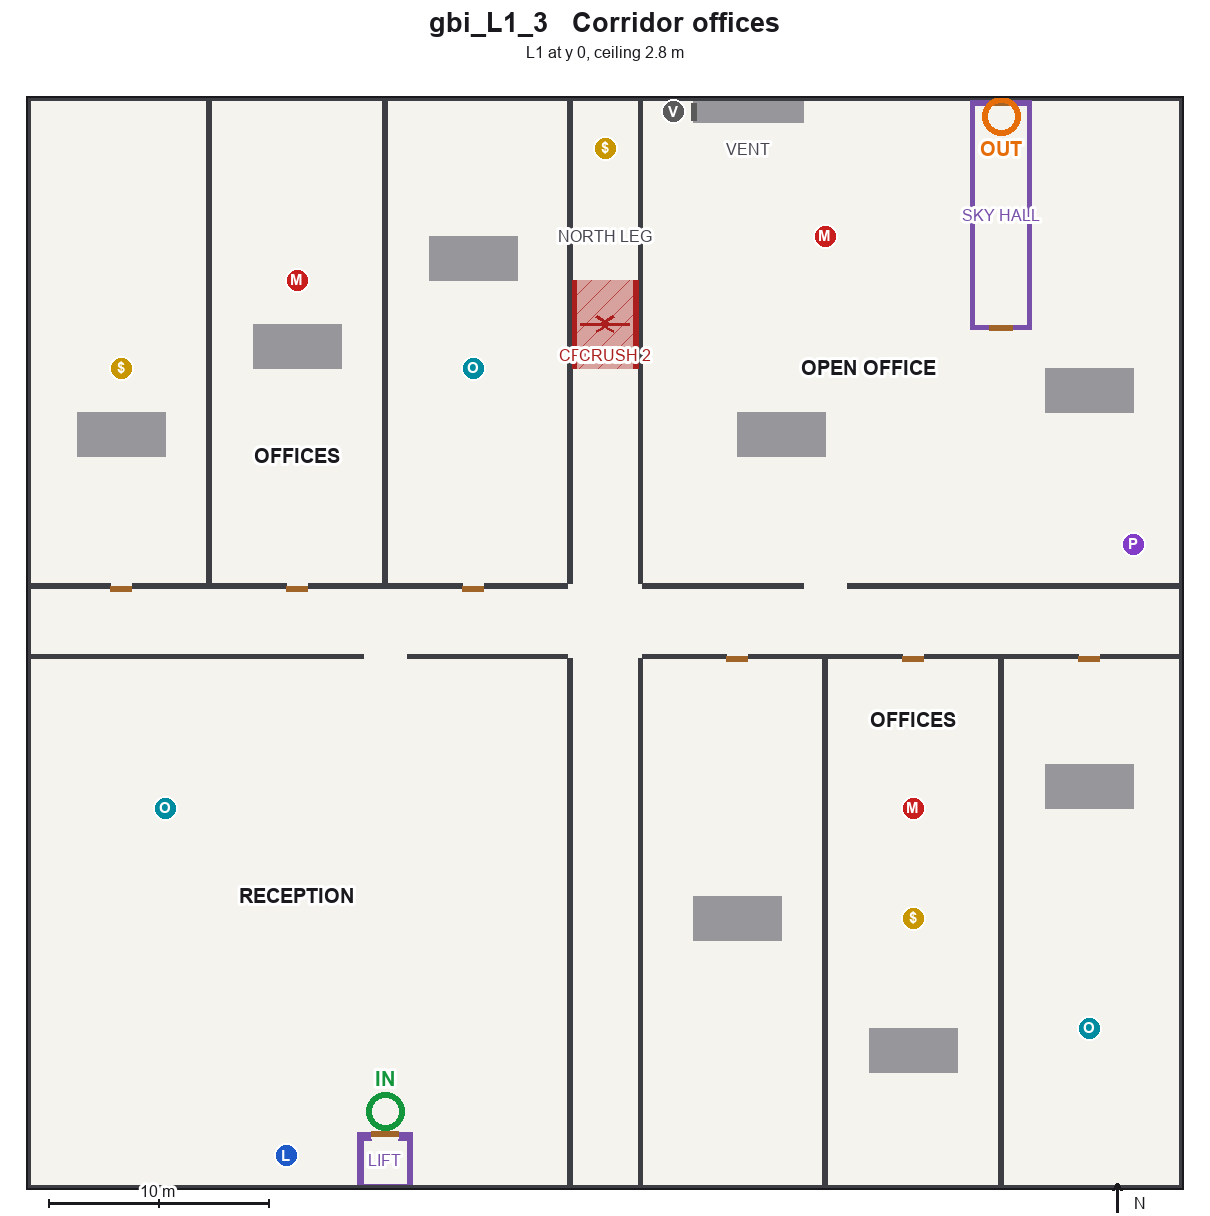 gbi_L1_3 Corridor offices
L1 at y 0, ceiling 2.8 m
V
OUT
$
VENT
SKY HALL
NORTH LEG
M
M
CRUSH 2
$
O
OPEN OFFICE
OFFICES
P
OFFICES
O
M
RECEPTION
$
O
IN
L
LIFT
10 m
N